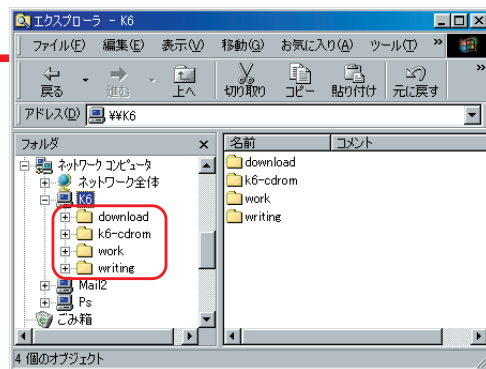 エクスプローラ - K6
ファイル(F) 編集(E) 表示(V) 移動(G) お気に入り(A) ツール(T) »
戻る 進む 上へ 切り取り コピー 貼り付け 元に戻す »
アドレス(D) ¥¥K6
フォルダ
ネットワーク コンピュータ
ネットワーク全体
K6
download
k6-cdrom
work
writing
Mail2
Ps
ごみ箱
名前 コメント
download
k6-cdrom
work
writing
4 個のオブジェクト